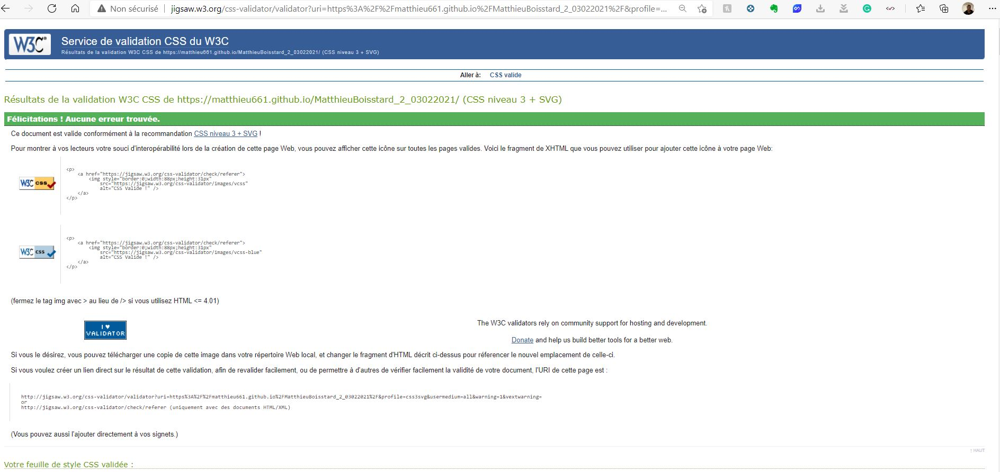 Non sécurisé | jigsaw.w3.org/css-validator/validator?uri=https%3A%2F%2Fmatthieu661.github.io%2FMatthieuBoisstard_2_03022021%2F&profile=...
W3C® Service de validation CSS du W3C
Résultats de la validation W3C CSS de https://matthieu661.github.io/MatthieuBoisstard_2_03022021/ (CSS niveau 3 + SVG)
Aller à: CSS valide
Résultats de la validation W3C CSS de https://matthieu661.github.io/MatthieuBoisstard_2_03022021/ (CSS niveau 3 + SVG)
Félicitations ! Aucune erreur trouvée.
Ce document est valide conformément à la recommandation CSS niveau 3 + SVG !
Pour montrer à vos lecteurs votre souci d'interopérabilité lors de la création de cette page Web, vous pouvez afficher cette icône sur toutes les pages valides. Voici le fragment de XHTML que vous pouvez utiliser pour ajouter cette icône à votre page Web:
W3C css
<p>
<a href="https://jigsaw.w3.org/css-validator/check/referer">
<img style="border:0;width:88px;height:31px"
src="https://jigsaw.w3.org/css-validator/images/vcss"
alt="CSS Valide !" />
</a>
</p>
W3C css
<p>
<a href="https://jigsaw.w3.org/css-validator/check/referer">
<img style="border:0;width:88px;height:31px"
src="https://jigsaw.w3.org/css-validator/images/vcss-blue"
alt="CSS Valide !" />
</a>
</p>
(fermez le tag img avec > au lieu de /> si vous utilisez HTML <= 4.01)
I ♥
VALIDATOR
The W3C validators rely on community support for hosting and development.
Donate and help us build better tools for a better web.
Si vous le désirez, vous pouvez télécharger une copie de cette image dans votre répertoire Web local, et changer le fragment d'HTML décrit ci-dessus pour réferencer le nouvel emplacement de celle-ci.
Si vous voulez créer un lien direct sur le résultat de cette validation, afin de revalider facilement, ou de permettre à d'autres de vérifier facilement la validité de votre document, l'URI de cette page est :
http://jigsaw.w3.org/css-validator/validator?uri=https%3A%2F%2Fmatthieu661.github.io%2FMatthieuBoisstard_2_03022021%2F&profile=css3svg&usermedium=all&warning=1&vextwarning=
or
http://jigsaw.w3.org/css-validator/check/referer (uniquement avec des documents HTML/XML)
(Vous pouvez aussi l'ajouter directement à vos signets.)
↑ HAUT
Votre feuille de style CSS validée :